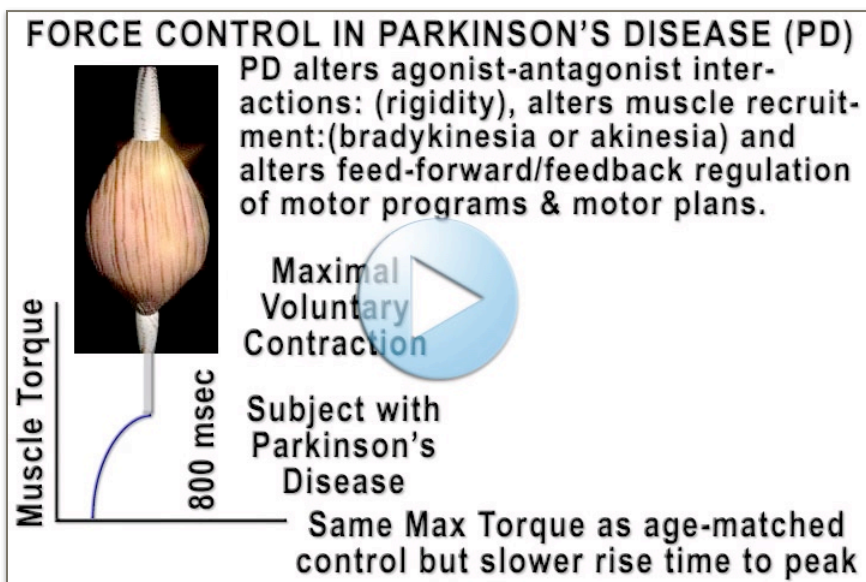 FORCE CONTROL IN PARKINSON'S DISEASE (PD)
PD alters agonist-antagonist inter-
actions: (rigidity), alters muscle recruit-
ment:(bradykinesia or akinesia) and
alters feed-forward/feedback regulation
of motor programs & motor plans.
Maximal
Voluntary
Contraction
Muscle Torque
800 msec
Subject with
Parkinson's
Disease
Same Max Torque as age-matched
control but slower rise time to peak